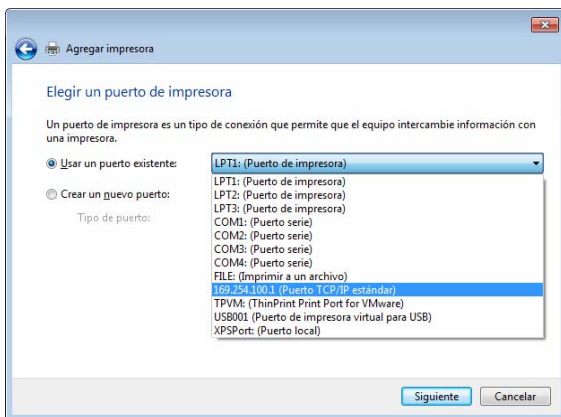 Agregar impresora
Elegir un puerto de impresora
Un puerto de impresora es un tipo de conexión que permite que el equipo intercambie información con
una impresora.
Usar un puerto existente:
LPT1: (Puerto de impresora)
LPT1: (Puerto de impresora)
LPT2: (Puerto de impresora)
LPT3: (Puerto de impresora)
COM1: (Puerto serie)
COM2: (Puerto serie)
COM3: (Puerto serie)
COM4: (Puerto serie)
FILE: (Imprimir a un archivo)
169.254.100.1 (Puerto TCP/IP estándar)
TPVM: (ThinPrint Print Port for VMware)
USB001 (Puerto de impresora virtual para USB)
XPSPort: (Puerto local)
Crear un nuevo puerto:
Tipo de puerto:
Siguiente
Cancelar